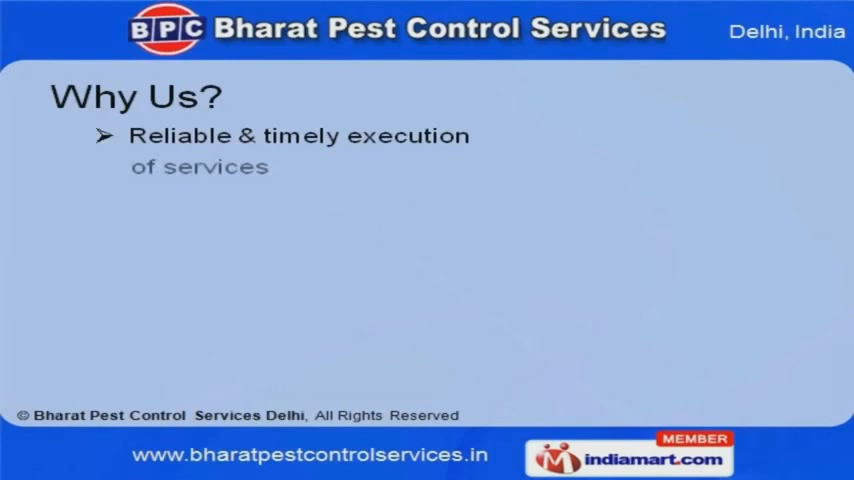 BPC Bharat Pest Control Services
Delhi, India
Why Us?
➢ Reliable & timely execution
of services
© Bharat Pest Control Services Delhi, All Rights Reserved
www.bharatpestcontrolservices.in
MEMBER
indiamart.com